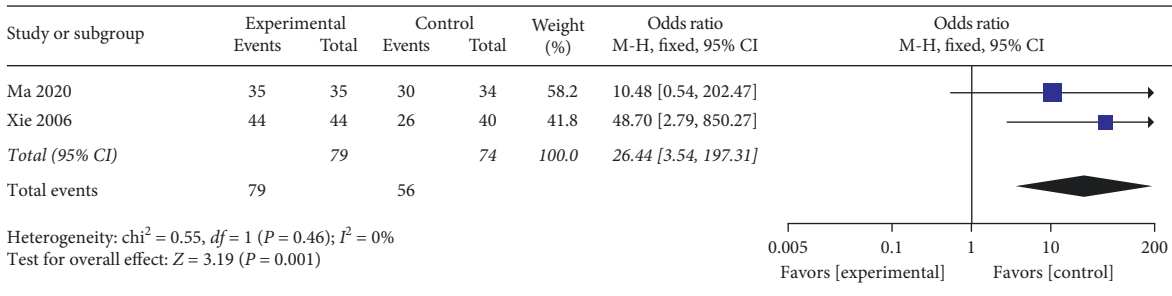 Study or subgroup Experimental Control Weight Odds ratio Odds ratio
Events Total Events Total (%) M-H, fixed, 95% CI M-H, fixed, 95% CI
Ma 2020 35 35 30 34 58.2 10.48 [0.54, 202.47]
Xie 2006 44 44 26 40 41.8 48.70 [2.79, 850.27]
Total (95% CI) 79 74 100.0 26.44 [3.54, 197.31]
Total events 79 56
Heterogeneity: chi² = 0.55, df = 1 (P = 0.46); I² = 0%
Test for overall effect: Z = 3.19 (P = 0.001)
0.005 0.1 1 10 200
Favors [experimental] Favors [control]